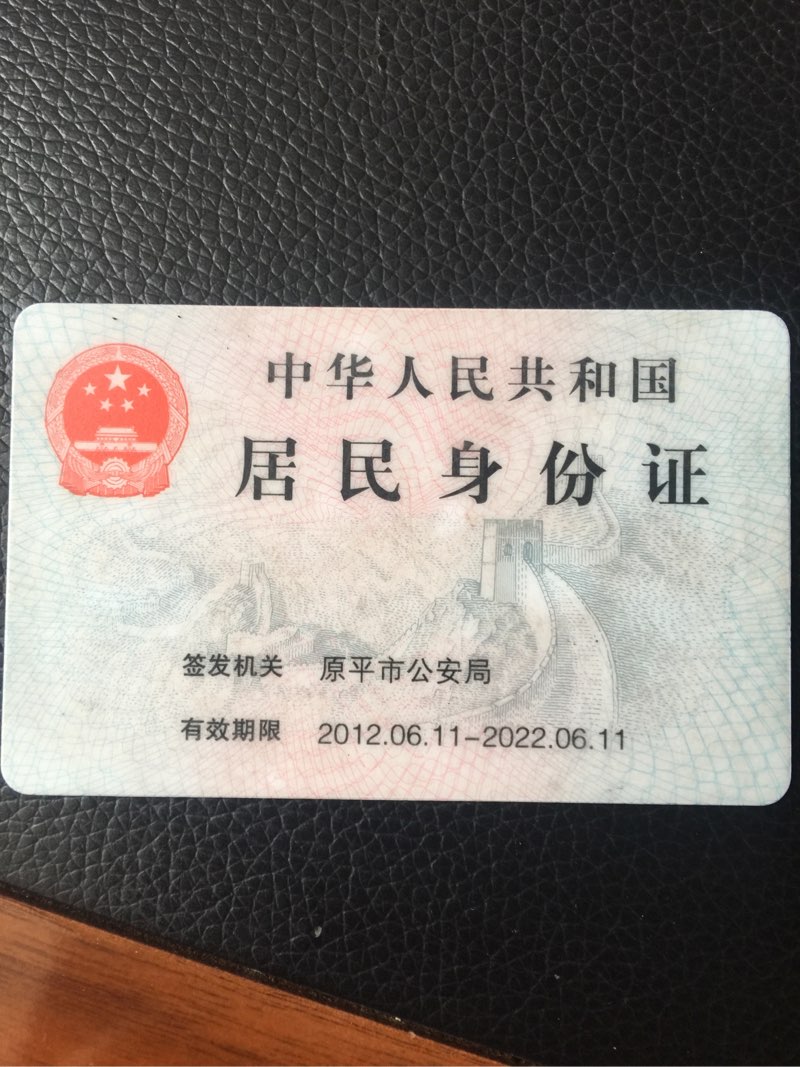 中华人民共和国
居民身份证
签发机关 原平市公安局
有效期限 2012.06.11-2022.06.11